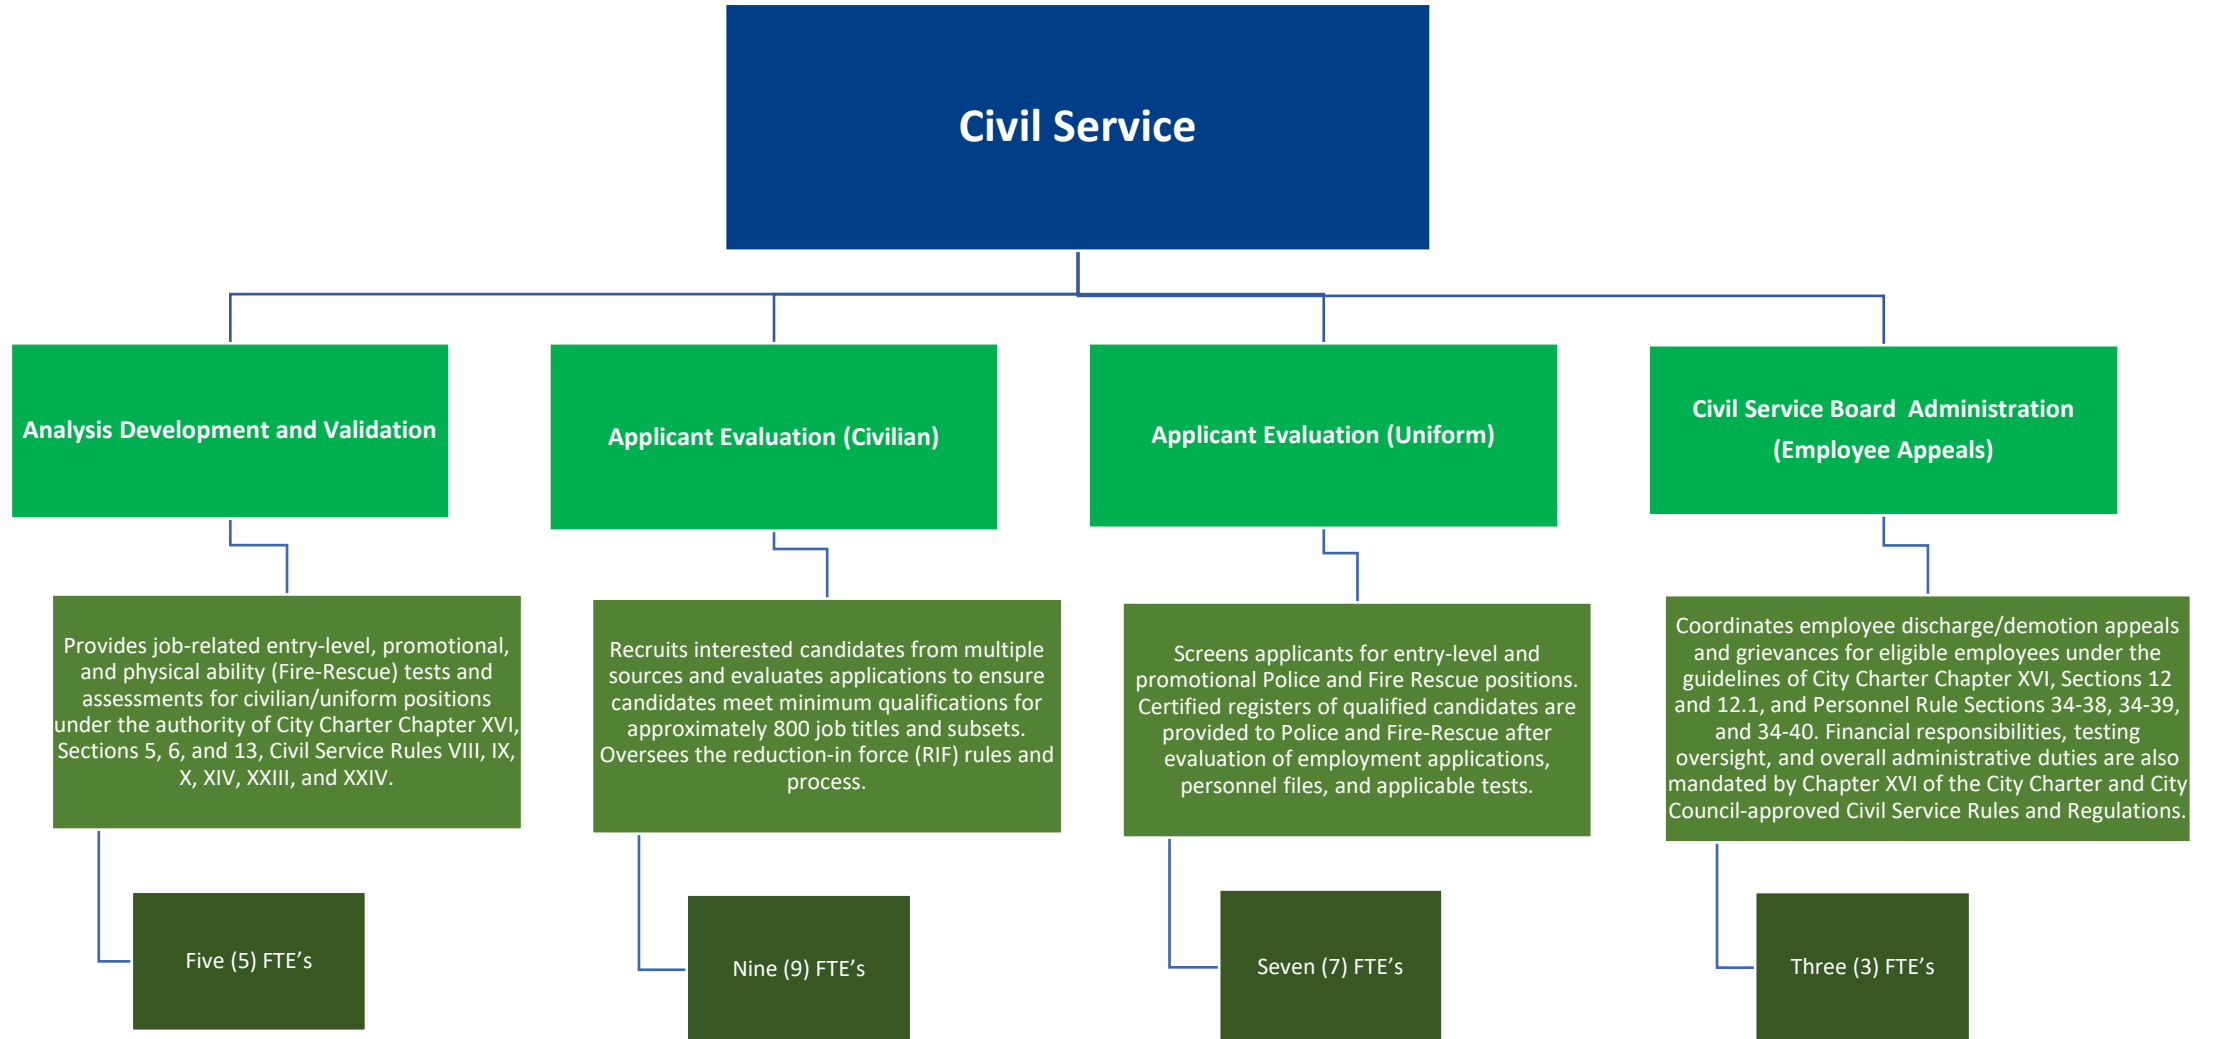 Civil Service
Analysis Development and Validation
Applicant Evaluation (Civilian)
Applicant Evaluation (Uniform)
Civil Service Board  Administration
(Employee Appeals)
Provides job-related entry-level, promotional,
and physical ability (Fire-Rescue) tests and
assessments for civilian/uniform positions
under the authority of City Charter Chapter XVI,
Sections 5, 6, and 13, Civil Service Rules VIII, IX,
X, XIV, XXIII, and XXIV.
Recruits interested candidates from multiple
sources and evaluates applications to ensure
candidates meet minimum qualifications for
approximately 800 job titles and subsets.
Oversees the reduction-in force (RIF) rules and
process.
Screens applicants for entry-level and
promotional Police and Fire Rescue positions.
Certified registers of qualified candidates are
provided to Police and Fire-Rescue after
evaluation of employment applications,
personnel files, and applicable tests.
Coordinates employee discharge/demotion appeals
and grievances for eligible employees under the
guidelines of City Charter Chapter XVI, Sections 12
and 12.1, and Personnel Rule Sections 34-38, 34-39,
and 34-40. Financial responsibilities, testing
oversight, and overall administrative duties are also
mandated by Chapter XVI of the City Charter and City
Council-approved Civil Service Rules and Regulations.
Five (5) FTE’s
Nine (9) FTE’s
Seven (7) FTE’s
Three (3) FTE’s